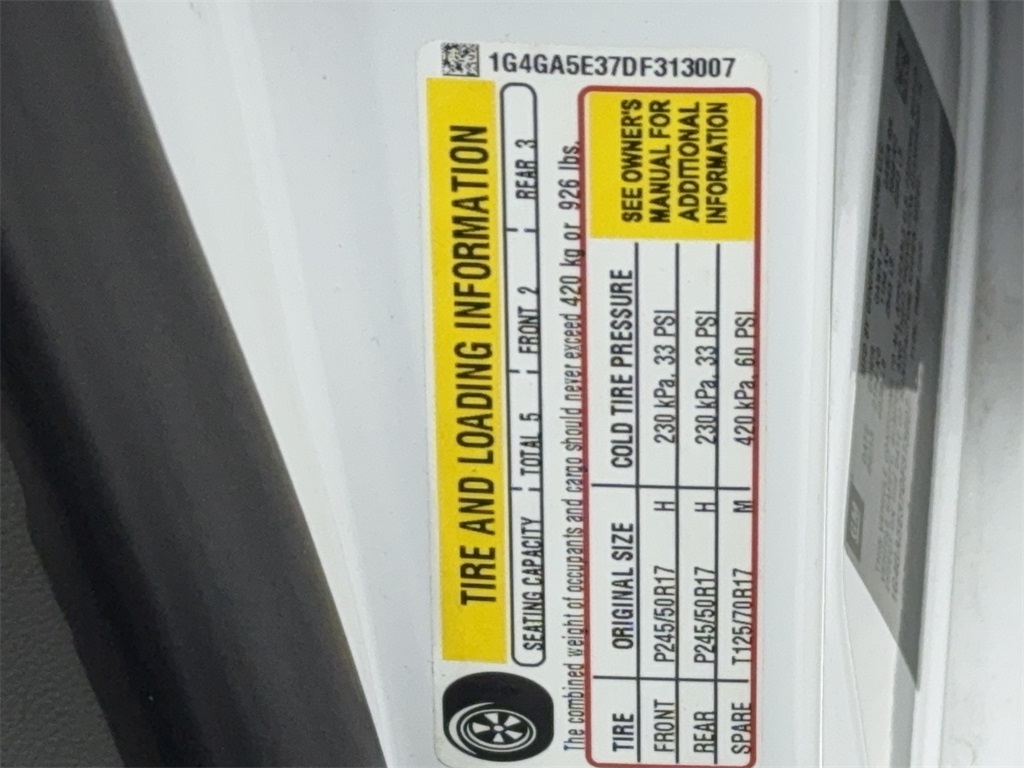 1G4GA5E37DF313007
TIRE AND LOADING INFORMATION
SEATING CAPACITY TOTAL 5 FRONT 2 REAR 3
The combined weight of occupants and cargo should never exceed 420 kg or 926 lbs.
TIRE ORIGINAL SIZE COLD TIRE PRESSURE
FRONT P245/50R17 H 230 kPa, 33 PSI
REAR P245/50R17 H 230 kPa, 33 PSI
SPARE T125/70R17 M 420 kPa, 60 PSI
SEE OWNER'S
MANUAL FOR
ADDITIONAL
INFORMATION
GM